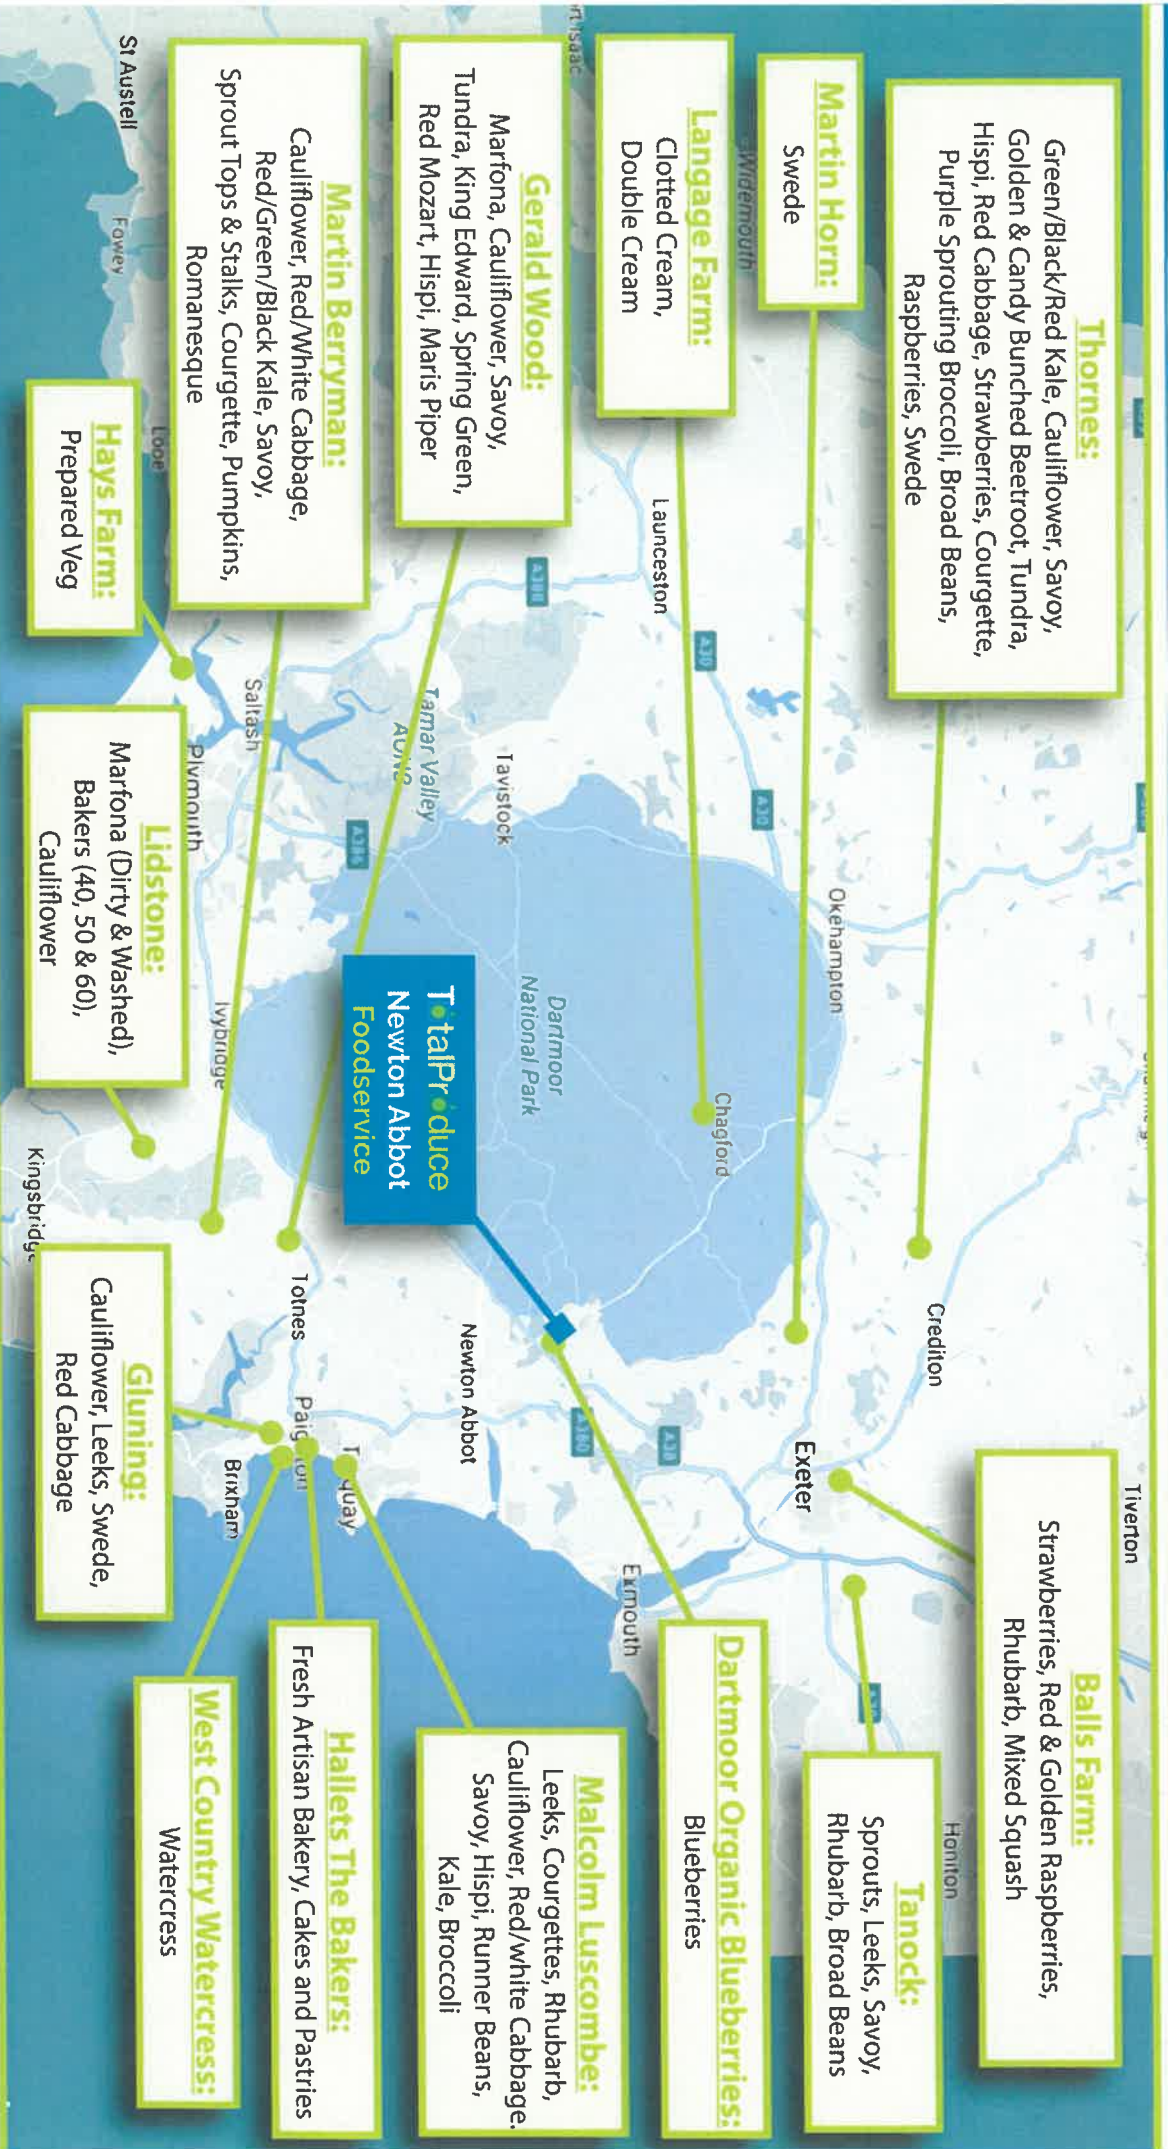 Thornes:
Green/Black/Red Kale, Cauliflower, Savoy,
Golden & Candy Bunched Beetroot, Tundra,
Hispi, Red Cabbage, Strawberries, Courgette,
Purple Sprouting Broccoli, Broad Beans,
Raspberries, Swede
Martin Horn:
Swede
Widemouth
Langage Farm:
Clotted Cream,
Double Cream
Gerald Wood:
Marfona, Cauliflower, Savoy,
Tundra, King Edward, Spring Green,
Red Mozart, Hispi, Maris Piper
Martin Berryman:
Cauliflower, Red/White Cabbage,
Red/Green/Black Kale, Savoy,
Sprout Tops & Stalks, Courgette, Pumpkins,
Romanesque
St Austell
Fowey
Looe
Hays Farm:
Prepared Veg
Lidstone:
Marfona (Dirty & Washed),
Bakers (40, 50 & 60),
Cauliflower
Launceston
A388
A30
A30
Tamar Valley
AONB
Tavistock
Saltash
Plymouth
A386
Ivybridge
Okehampton
Dartmoor
National Park
Chagford
TotalProduce
Newton Abbot
Foodservice
Kingsbridge
Totnes
Newton Abbot
Crediton
Exeter
A38
A380
Paignton
Torquay
Brixham
Exmouth
Tiverton
Honiton
Gluning:
Cauliflower, Leeks, Swede,
Red Cabbage
Balls Farm:
Strawberries, Red & Golden Raspberries,
Rhubarb, Mixed Squash
Tanock:
Sprouts, Leeks, Savoy,
Rhubarb, Broad Beans
Dartmoor Organic Blueberries:
Blueberries
Malcolm Luscombe:
Leeks, Courgettes, Rhubarb,
Cauliflower, Red/white Cabbage.
Savoy, Hispi, Runner Beans,
Kale, Broccoli
Hallets The Bakers:
Fresh Artisan Bakery, Cakes and Pastries
West Country Watercress:
Watercress